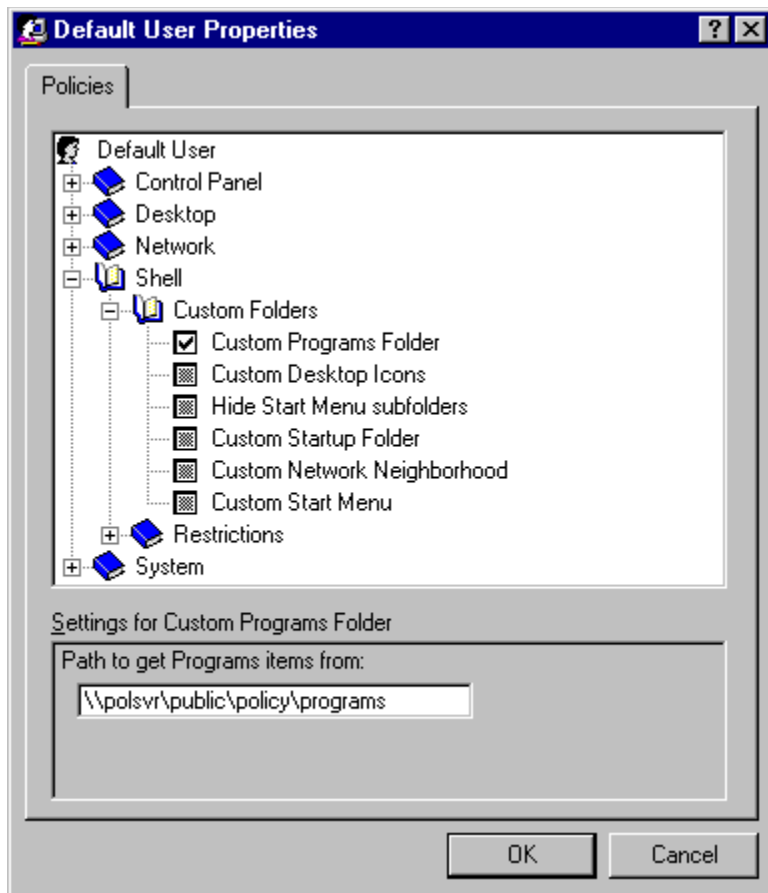 Default User Properties
Policies
Default User
Control Panel
Desktop
Network
Shell
Custom Folders
Custom Programs Folder
Custom Desktop Icons
Hide Start Menu subfolders
Custom Startup Folder
Custom Network Neighborhood
Custom Start Menu
Restrictions
System
Settings for Custom Programs Folder
Path to get Programs items from:
\\polsvr\public\policy\programs
OK Cancel